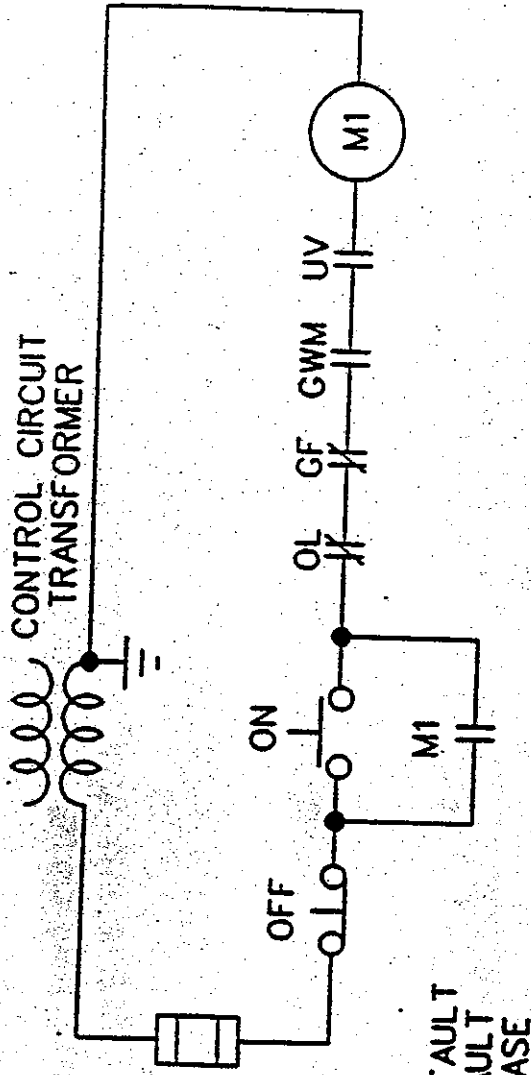 CONTROL CIRCUIT
TRANSFORMER
OFF
ON
M1
OL
GF
GWM
UV
M1
AULT
ULT
ASE